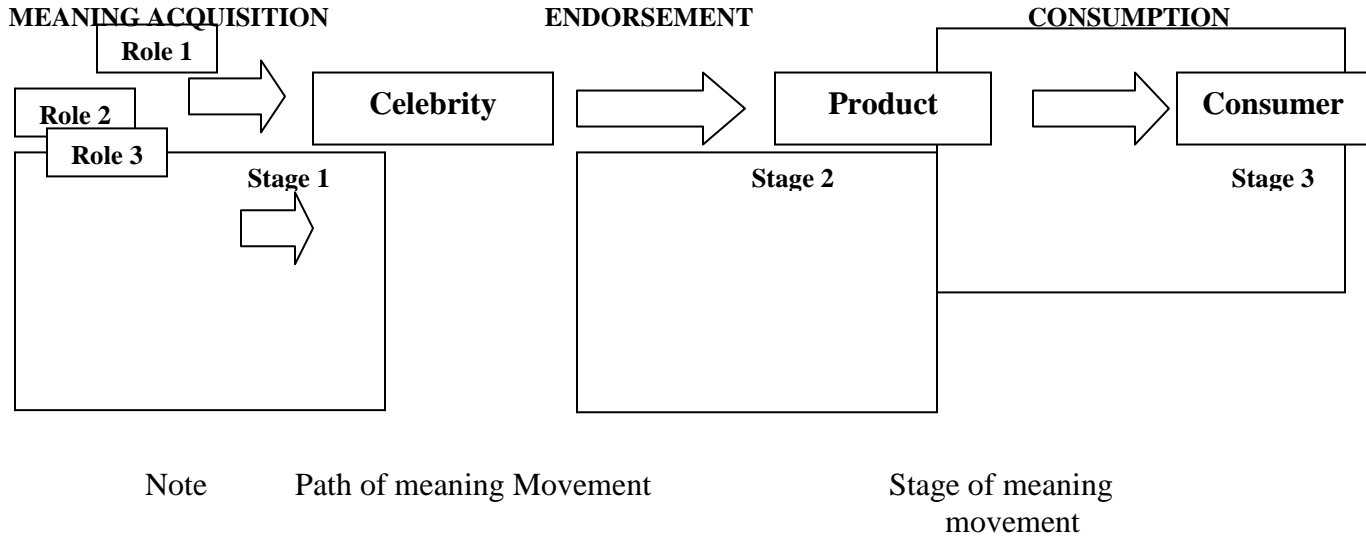 MEANING ACQUISITION ENDORSEMENT CONSUMPTION
Role 1
Celebrity Product Consumer
Role 2
Role 3
Stage 1 Stage 2 Stage 3
Note Path of meaning Movement Stage of meaning
movement